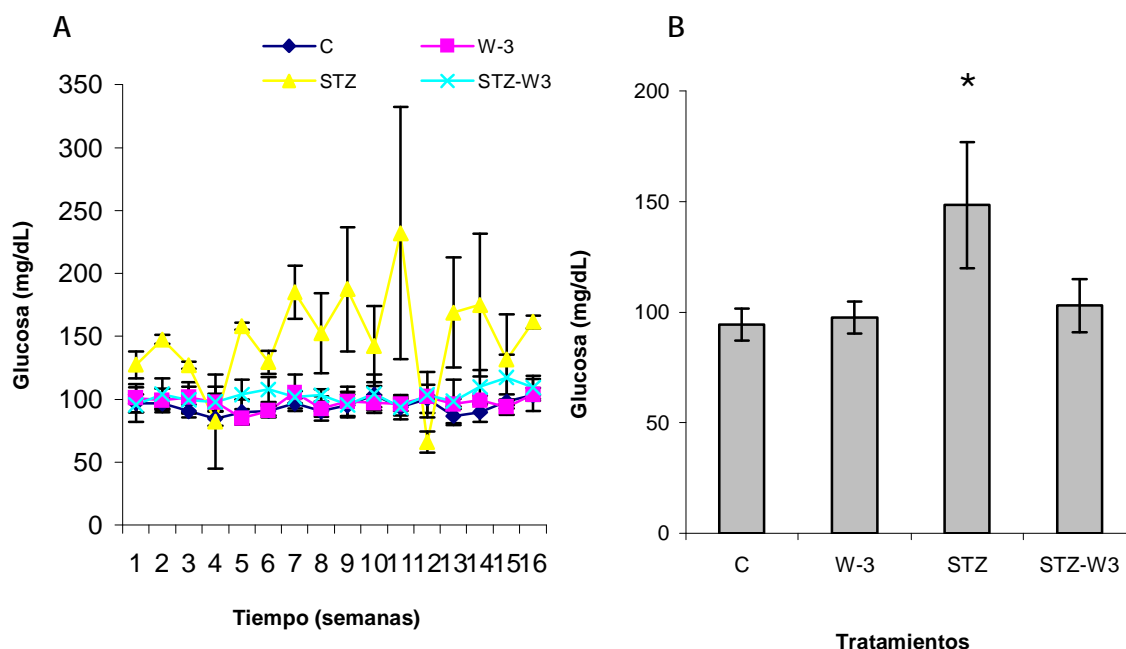 A
C
W-3
STZ
STZ-W3
350
300
250
200
150
100
50
0
Glucosa (mg/dL)
1 2 3 4 5 6 7 8 9 10 11 12 13 14 15 16
Tiempo (semanas)
B
200
150
100
50
0
Glucosa (mg/dL)
*
C W-3 STZ STZ-W3
Tratamientos